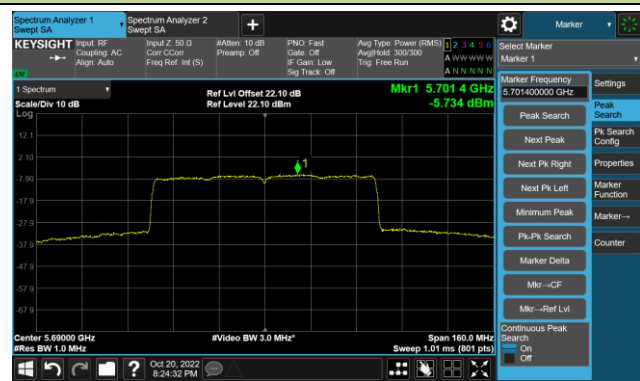 Spectrum Analyzer 1
Swept SA
Spectrum Analyzer 2
Swept SA
+
Marker
KEYSIGHT
Input: RF
Coupling: AC
Align: Auto
Input Z: 50 Ω
Corr CCorr
Freq Ref: Int (S)
#Atten: 10 dB
Preamp: Off
PNO: Fast
Gate: Off
IF Gain: Low
Sig Track: Off
Avg Type: Power (RMS)
Avg|Hold: 300/300
Trig: Free Run
1 2 3 4 5 6
A W W W W W
A N N N N N
Select Marker
Marker 1
1 Spectrum
Scale/Div 10 dB
Log
Ref Lvl Offset 22.10 dB
Ref Level 22.10 dBm
Mkr1 5.701 4 GHz
-5.734 dBm
12.1
2.10
-7.90
-17.9
-27.9
-37.9
-47.9
-57.9
-67.9
1
Center 5.69000 GHz
#Res BW 1.0 MHz
#Video BW 3.0 MHz*
Span 160.0 MHz
Sweep 1.01 ms (801 pts)
Marker Frequency
5.701400000 GHz
Peak Search
Next Peak
Next Pk Right
Next Pk Left
Minimum Peak
Pk-Pk Search
Marker Delta
Mkr→CF
Mkr→Ref Lvl
Continuous Peak
Search
On
Off
Settings
Peak
Search
Pk Search
Config
Properties
Marker
Function
Marker→
Counter
?
Oct 20, 2022
8:24:32 PM